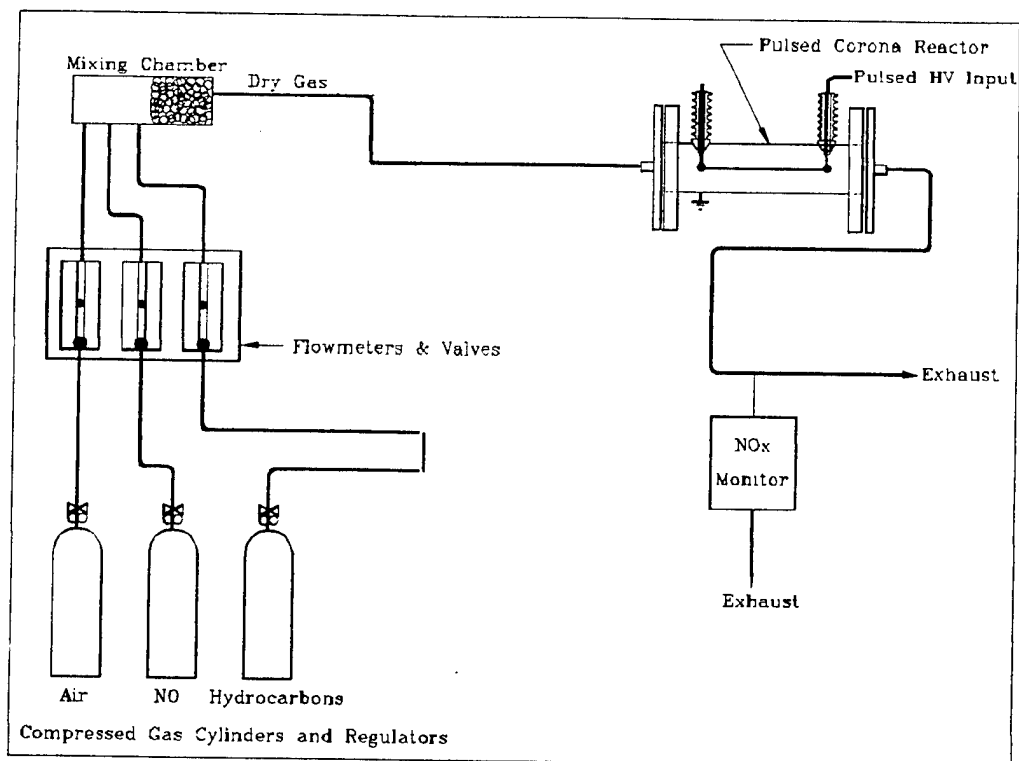 Pulsed Corona Reactor
Mixing Chamber
Dry Gas
Pulsed HV Input
Flowmeters & Valves
Exhaust
NOx
Monitor
Exhaust
Air
NO
Hydrocarbons
Compressed Gas Cylinders and Regulators